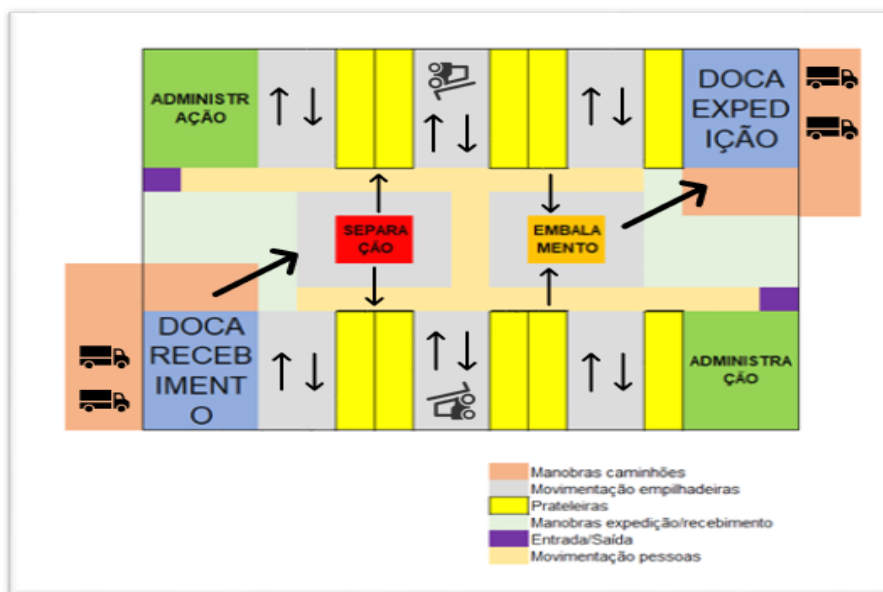 ADMINISTR
AÇÃO
DOCA
EXPED
IÇÃO
SEPARA
ÇÃO
EMBALA
MENTO
DOCA
RECEB
IMENT
O
ADMINISTRA
ÇÃO
Manobras caminhões
Movimentação empilhadeiras
Prateleiras
Manobras expedição/recebimento
Entrada/Saída
Movimentação pessoas